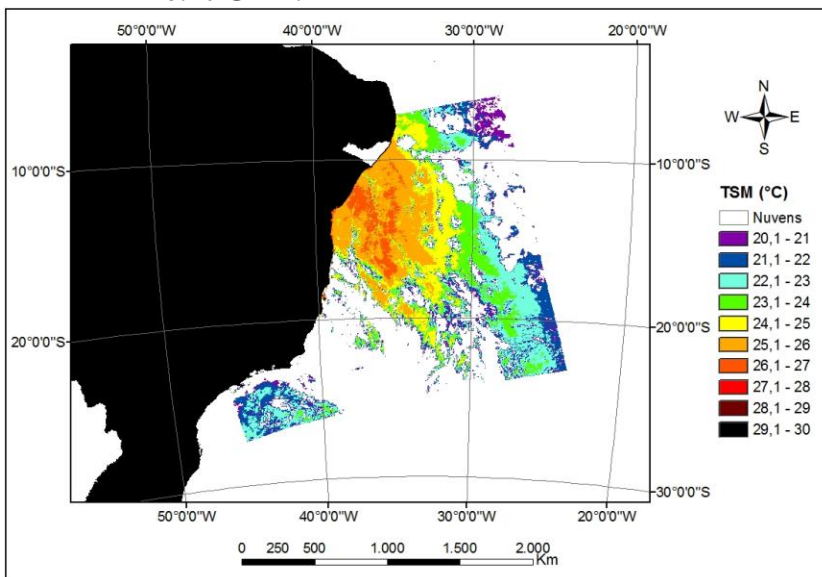 50°0'0"W 40°0'0"W 30°0'0"W 20°0'0"W
N
W E
S
10°0'0"S 10°0'0"S
20°0'0"S 20°0'0"S
30°0'0"S
50°0'0"W 40°0'0"W 30°0'0"W 20°0'0"W
TSM (°C)
Nuvens
20,1 - 21
21,1 - 22
22,1 - 23
23,1 - 24
24,1 - 25
25,1 - 26
26,1 - 27
27,1 - 28
28,1 - 29
29,1 - 30
0 250 500 1.000 1.500 2.000
Km